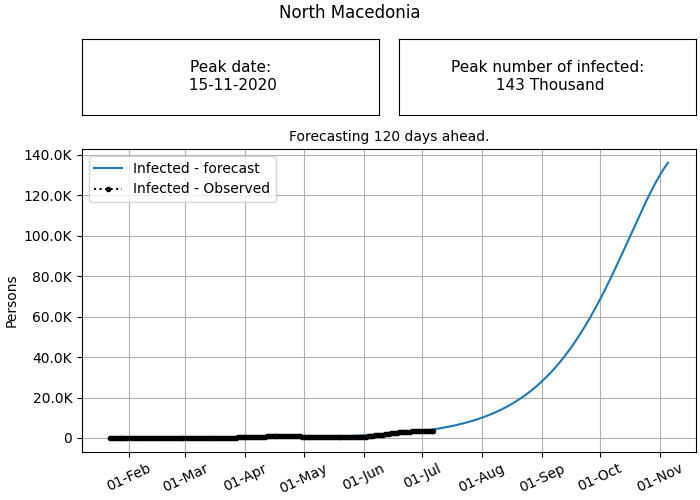 North Macedonia
Peak date:
15-11-2020
Peak number of infected:
143 Thousand
Forecasting 120 days ahead.
Infected - forecast
Infected - Observed
140.0K
120.0K
100.0K
80.0K
60.0K
40.0K
20.0K
0
Persons
01-Feb
01-Mar
01-Apr
01-May
01-Jun
01-Jul
01-Aug
01-Sep
01-Oct
01-Nov